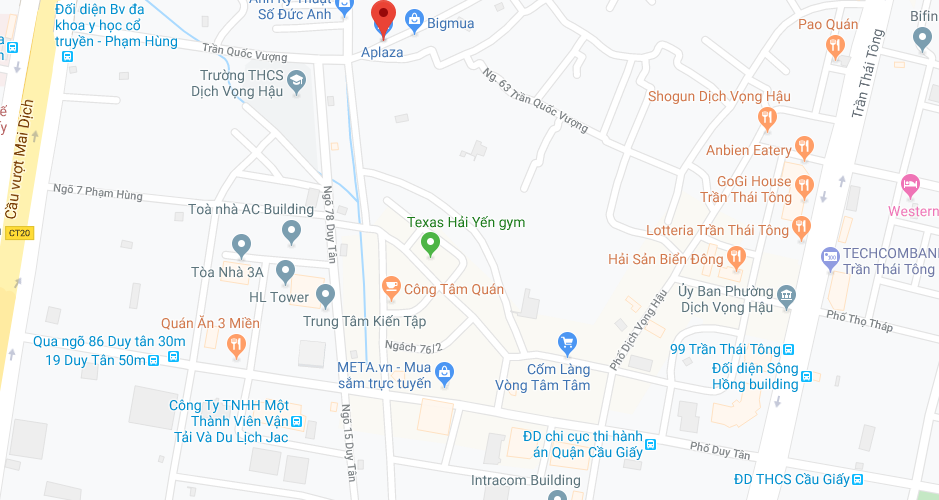 Đối diện Bv đa
khoa y học cổ
truyền - Phạm Hùng
Số Đức Anh
Bigmua
Aplaza
Pao Quán
Trần Thái Tông
Trần Quốc Vượng
Trường THCS
Dịch Vọng Hậu
Ng. 63 Trần Quốc Vượng
Shogun Dịch Vọng Hậu
Cầu vượt Mai Dịch
Anbien Eatery
GoGi House
Trần Thái Tông
Ngõ 7 Phạm Hùng
Ngõ 78 Duy Tân
Western
Toà nhà AC Building
Texas Hải Yến gym
Lotteria Trần Thái Tông
CT20
TECHCOMBANK
Trần Thái Tông
Hải Sản Biển Đông
Tòa Nhà 3A
HL Tower
Công Tâm Quán
Ủy Ban Phường
Dịch Vọng Hậu
Trung Tâm Kiến Tập
Quán Ăn 3 Miền
Phố Dịch Vọng Hậu
Phố Thọ Tháp
Qua ngõ 86 Duy tân 30m
19 Duy Tân 50m
Ngách 76/2
99 Trần Thái Tông
META.vn - Mua
sắm trực tuyến
Cốm Làng
Vòng Tâm Tâm
Đối diện Sông
Hồng building
Công Ty TNHH Một
Thành Viên Vận
Tải Và Du Lịch Jac
Ngõ 15 Duy Tân
ĐD chi cục thi hành
án Quận Cầu Giấy
Phố Duy Tân
Intracom Building
ĐD THCS Cầu Giấy